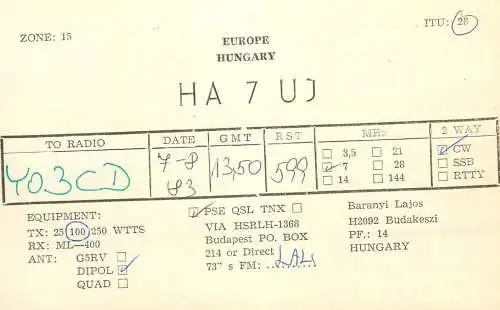 ZONE: 15
ITU: 28
EUROPE
HUNGARY
HA 7 UJ
TO RADIO DATE GMT RST MHz 2 WAY
YO3CD 7-8 83 13,50 599
3,5 21
7 28
14 144
CW
SSB
RTTY
EQUIPMENT:
TX: 25 100 250 WTTS
RX: ML-400
ANT: G5RV
DIPOL
QUAD
PSE QSL TNX
VIA HSRLH-1368
Budapest PO. BOX
214 or Direct
73" s FM: LALI
Baranyi Lajos
H2092 Budakeszi
PF.: 14
HUNGARY